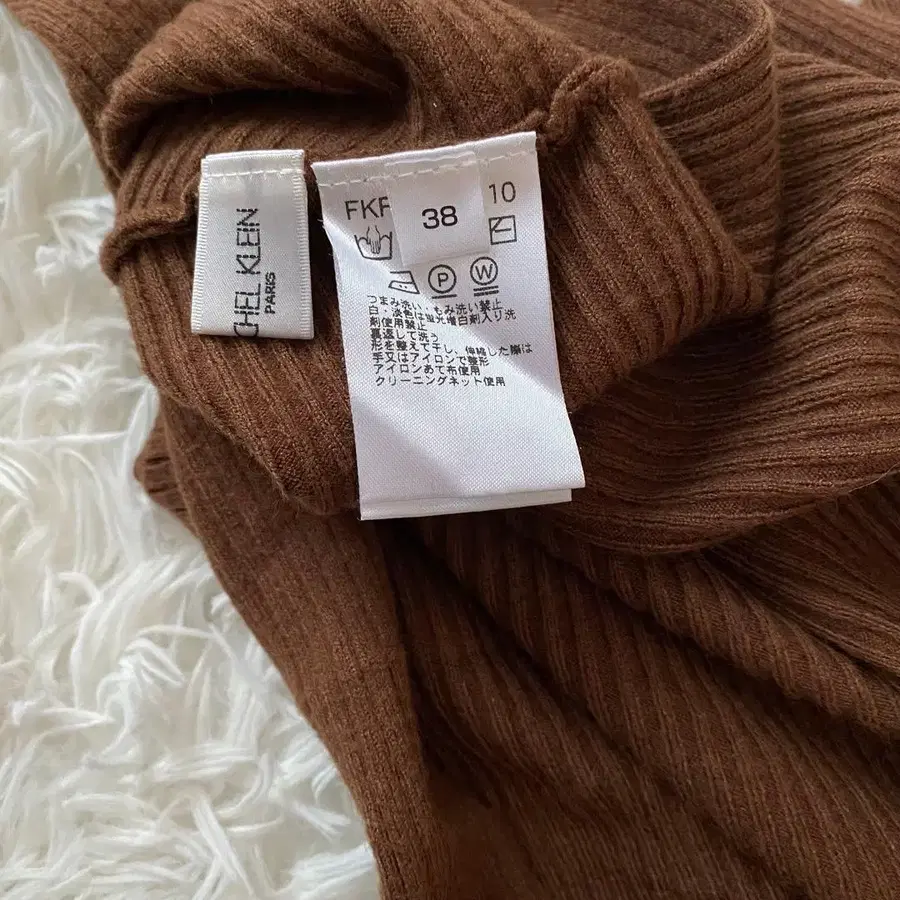 CHEL KLEIN
PARIS
FKF
38
10
P
W
つまみ洗い、もみ洗い禁止
白・淡色は蛍光増白剤入り洗
剤使用禁止
裏返して洗う
形を整えて干し、伸縮した際は
手又はアイロンで整形
アイロンあて布使用
クリーニングネット使用